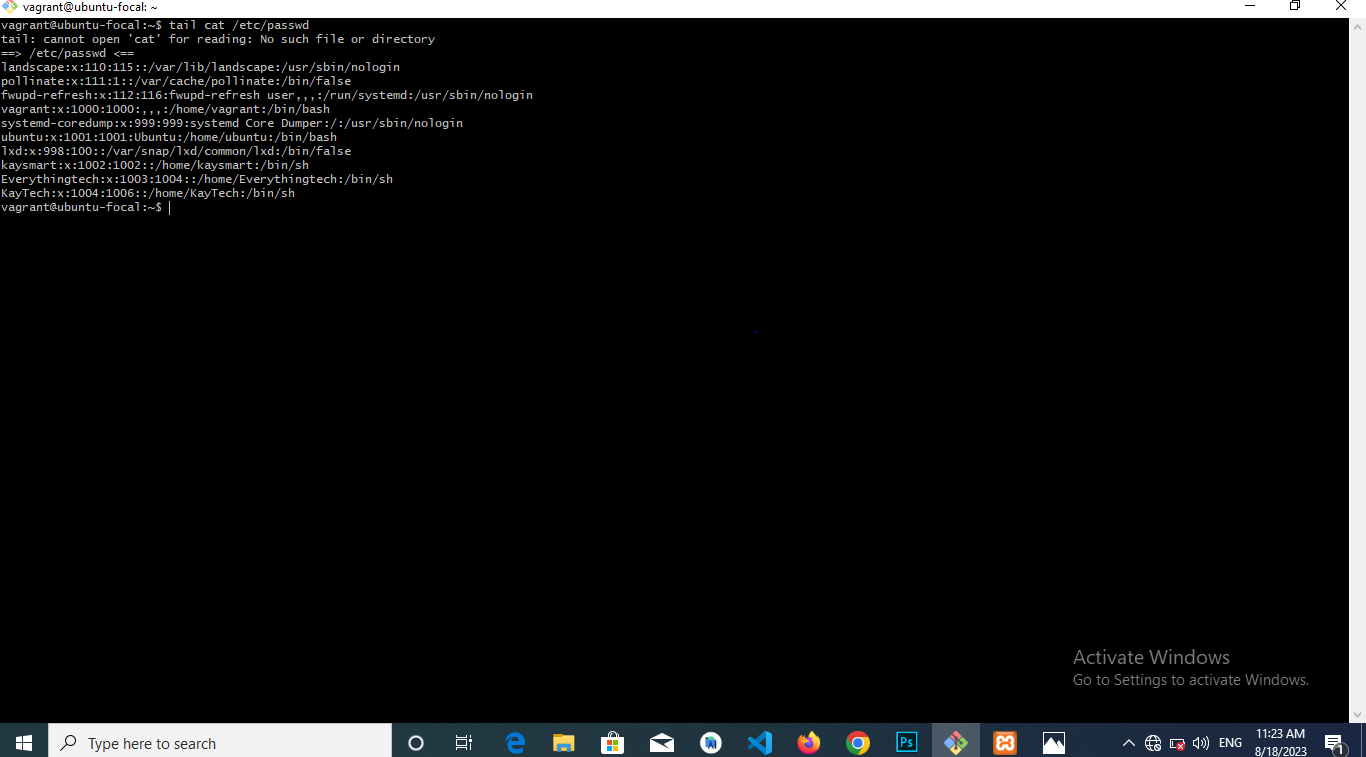 vagrant@ubuntu-focal: ~
vagrant@ubuntu-focal:~$ tail cat /etc/passwd
tail: cannot open 'cat' for reading: No such file or directory
==> /etc/passwd <==
landscape:x:110:115::/var/lib/landscape:/usr/sbin/nologin
pollinate:x:111:1::/var/cache/pollinate:/bin/false
fwupd-refresh:x:112:116:fwupd-refresh user,,,:/run/systemd:/usr/sbin/nologin
vagrant:x:1000:1000:,,,:/home/vagrant:/bin/bash
systemd-coredump:x:999:999:systemd Core Dumper:/:/usr/sbin/nologin
ubuntu:x:1001:1001:Ubuntu:/home/ubuntu:/bin/bash
lxd:x:998:100::/var/snap/lxd/common/lxd:/bin/false
kaysmart:x:1002:1002::/home/kaysmart:/bin/sh
Everythingtech:x:1003:1004::/home/Everythingtech:/bin/sh
KayTech:x:1004:1006::/home/KayTech:/bin/sh
vagrant@ubuntu-focal:~$
Activate Windows
Go to Settings to activate Windows.
Type here to search
Ps
ENG
11:23 AM
8/18/2023
1